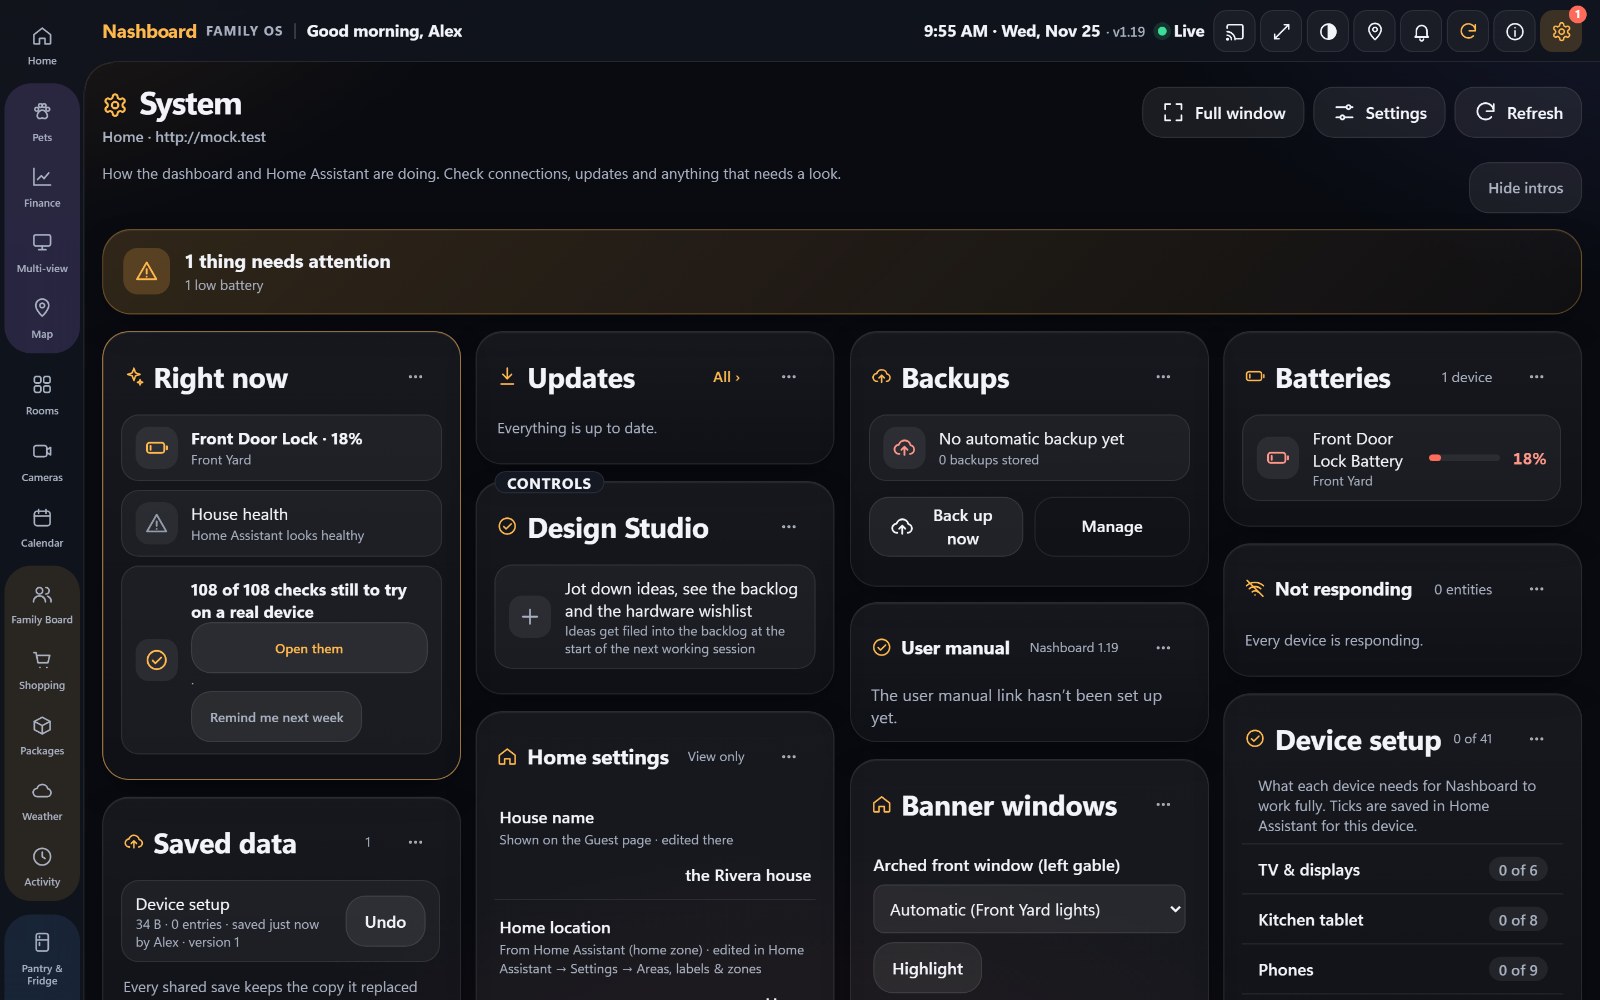 Nashboard FAMILY OS | Good morning, Alex
9:55 AM · Wed, Nov 25 · v1.19 Live
1
Home
Pets
Finance
Multi-view
Map
Rooms
Cameras
Calendar
Family Board
Shopping
Packages
Weather
Activity
Pantry &
Fridge
System
Home · http://mock.test
How the dashboard and Home Assistant are doing. Check connections, updates and anything that needs a look.
Full window
Settings
Refresh
Hide intros
1 thing needs attention
1 low battery
Right now
Front Door Lock · 18%
Front Yard
House health
Home Assistant looks healthy
108 of 108 checks still to try
on a real device
Open them
·
Remind me next week
Saved data 1
Device setup
34 B · 0 entries · saved just now
by Alex · version 1
Undo
Every shared save keeps the copy it replaced
Updates All ›
Everything is up to date.
CONTROLS
Design Studio
Jot down ideas, see the backlog
and the hardware wishlist
Ideas get filed into the backlog at the
start of the next working session
Home settings View only
House name
Shown on the Guest page · edited there
the Rivera house
Home location
From Home Assistant (home zone) · edited in Home
Assistant → Settings → Areas, labels & zones
Backups
No automatic backup yet
0 backups stored
Back up
now
Manage
User manual Nashboard 1.19
The user manual link hasn't been set up
yet.
Banner windows
Arched front window (left gable)
Automatic (Front Yard lights)
Highlight
Batteries 1 device
Front Door
Lock Battery
Front Yard
18%
Not responding 0 entities
Every device is responding.
Device setup 0 of 41
What each device needs for Nashboard to
work fully. Ticks are saved in Home
Assistant for this device.
TV & displays 0 of 6
Kitchen tablet 0 of 8
Phones 0 of 9